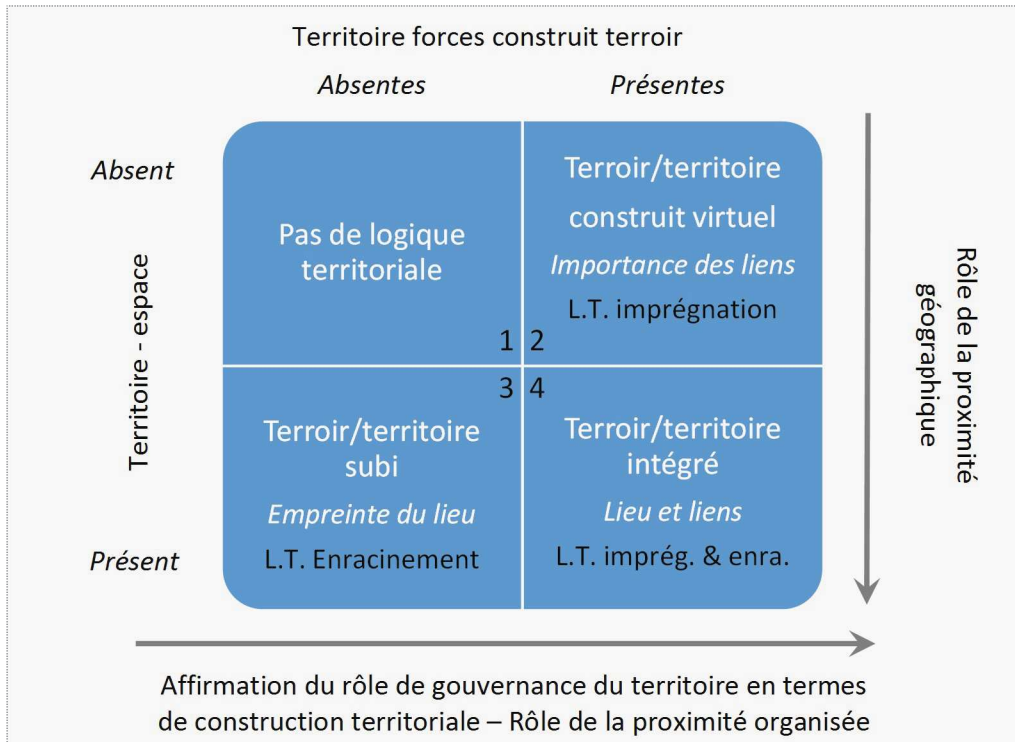 Territoire forces construit terroir
Absentes
Présentes
Absent
Territoire - espace
Présent
Pas de logique
territoriale
1
Terroir/territoire
construit virtuel
Importance des liens
L.T. imprégnation
2
3
Terroir/territoire
subi
Empreinte du lieu
L.T. Enracinement
4
Terroir/territoire
intégré
Lieu et liens
L.T. imprég. & enra.
Rôle de la proximité
géographique
Affirmation du rôle de gouvernance du territoire en termes
de construction territoriale – Rôle de la proximité organisée